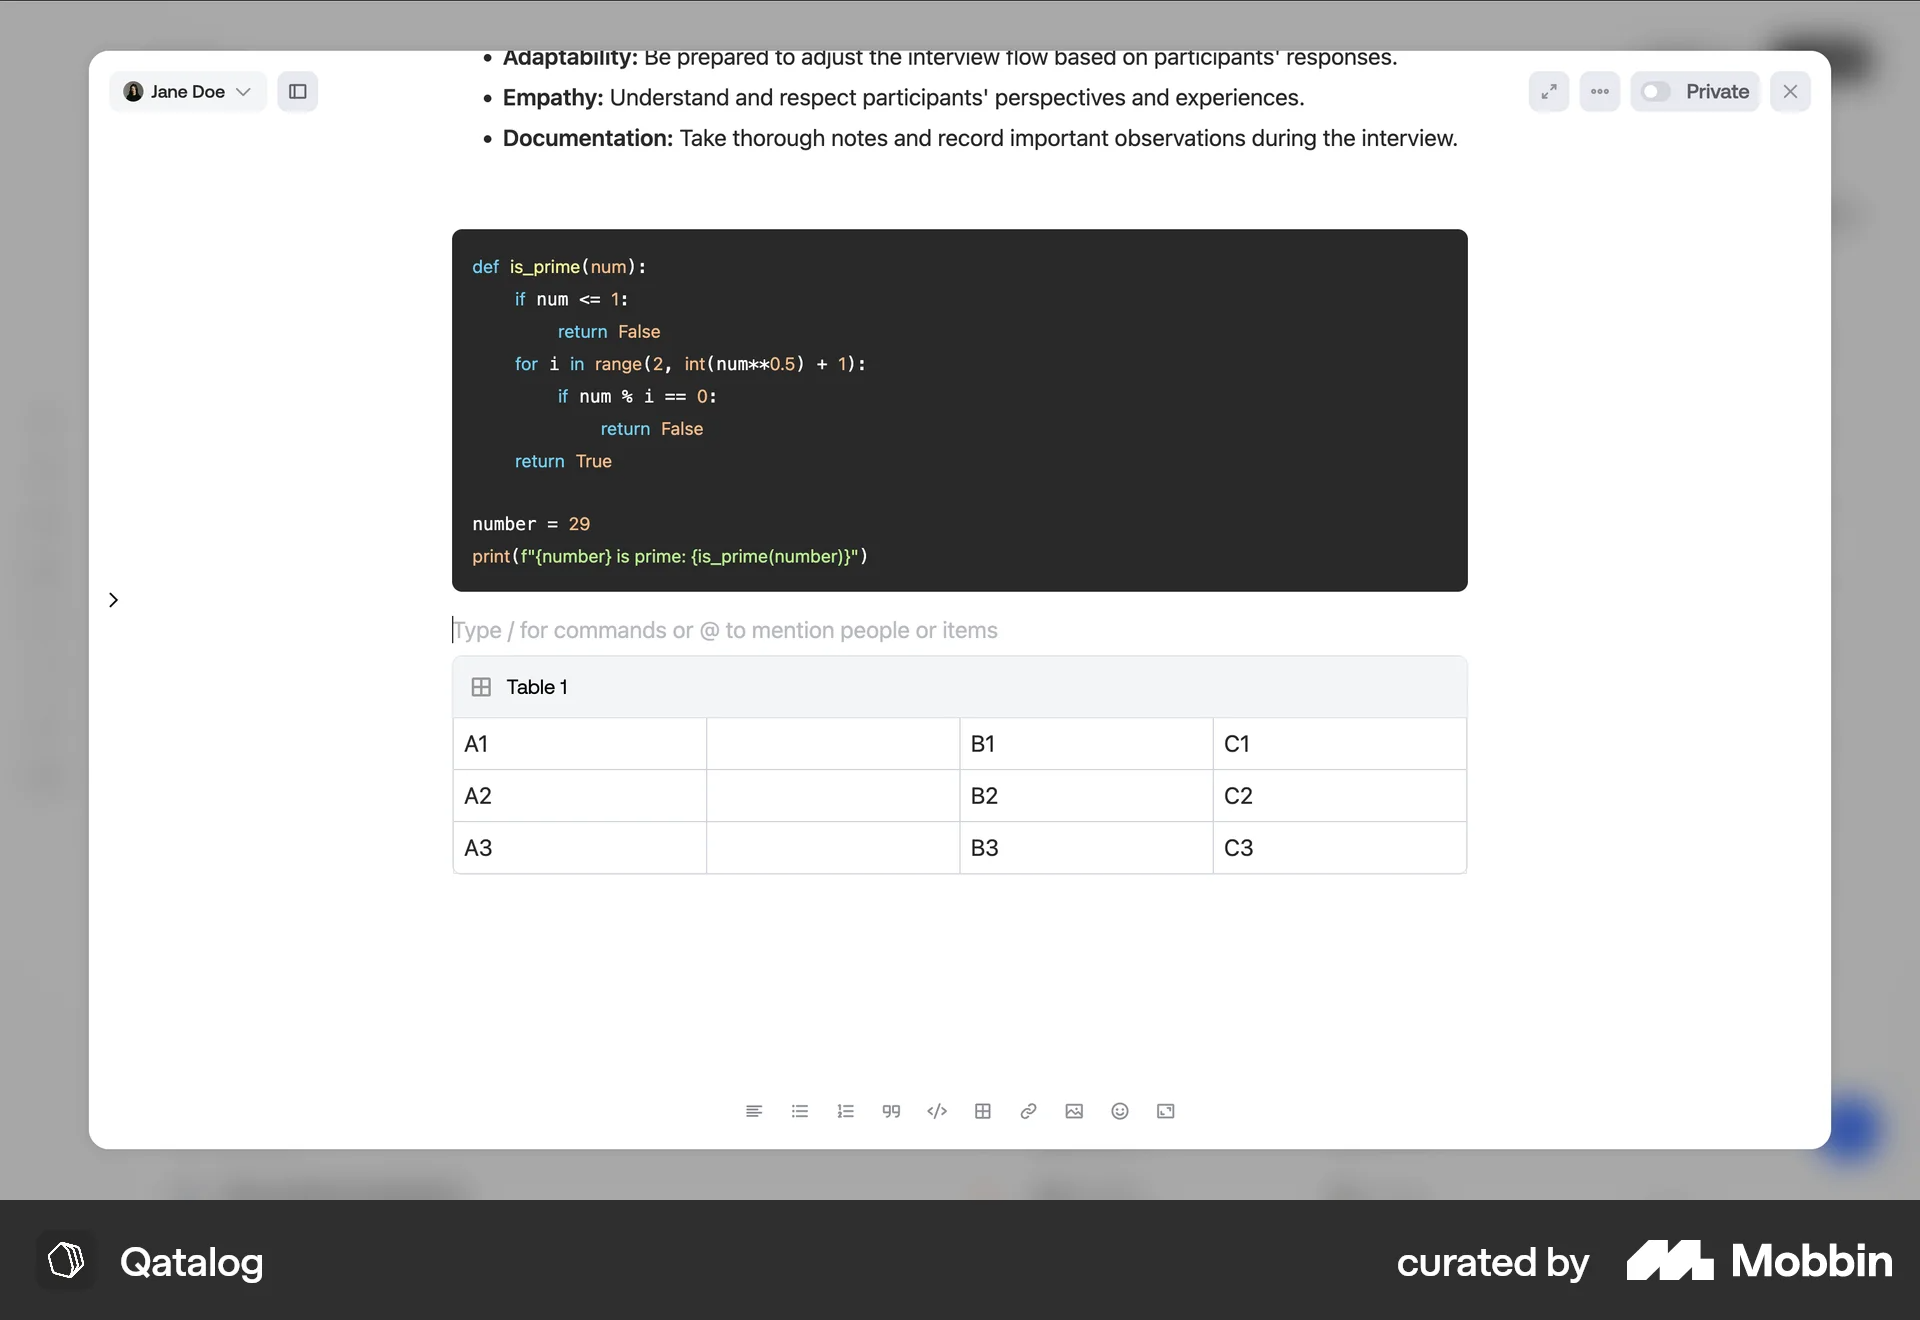 • Adaptability: Be prepared to adjust the interview flow based on participants' responses.
Jane Doe
Private
• Empathy: Understand and respect participants' perspectives and experiences.
• Documentation: Take thorough notes and record important observations during the interview.
def is_prime(num):
    if num <= 1:
        return False
    for i in range(2, int(num**0.5) + 1):
        if num % i == 0:
            return False
    return True
number = 29
print(f"{number} is prime: {is_prime(number)}")
Type / for commands or @ to mention people or items
Table 1
A1 B1 C1
A2 B2 C2
A3 B3 C3
Qatalog
curated by Mobbin